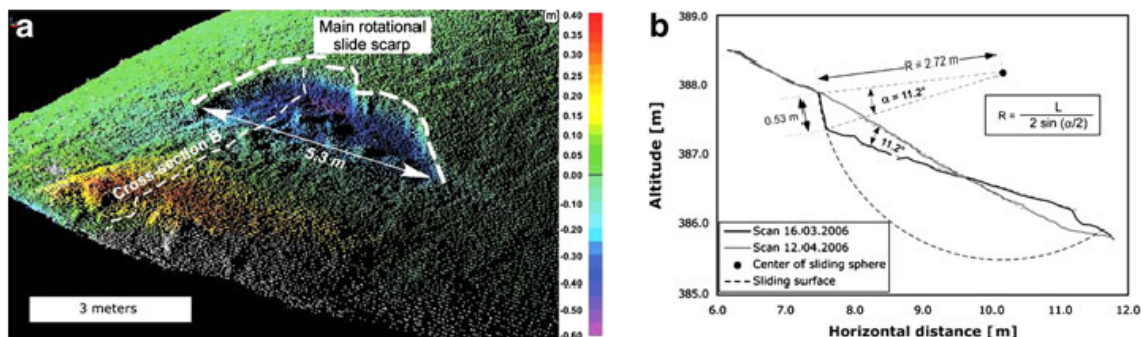 a
[m]
Main rotational
slide scarp
5.3 m
Cross-section B
3 meters
0.40
0.35
0.30
0.25
0.20
0.15
0.10
0.05
0.00
-0.05
-0.10
-0.15
-0.20
-0.25
-0.30
-0.35
-0.40
-0.45
-0.50
-0.60
b
389.0
388.0
387.0
386.0
385.0
Altitude [m]
R = 2.72 m
α = 11.2°
0.53 m
11.2°
R = L
2 sin (α/2)
Scan 16.03.2006
Scan 12.04.2006
Center of sliding sphere
Sliding surface
6.0 7.0 8.0 9.0 10.0 11.0 12.0
Horizontal distance [m]